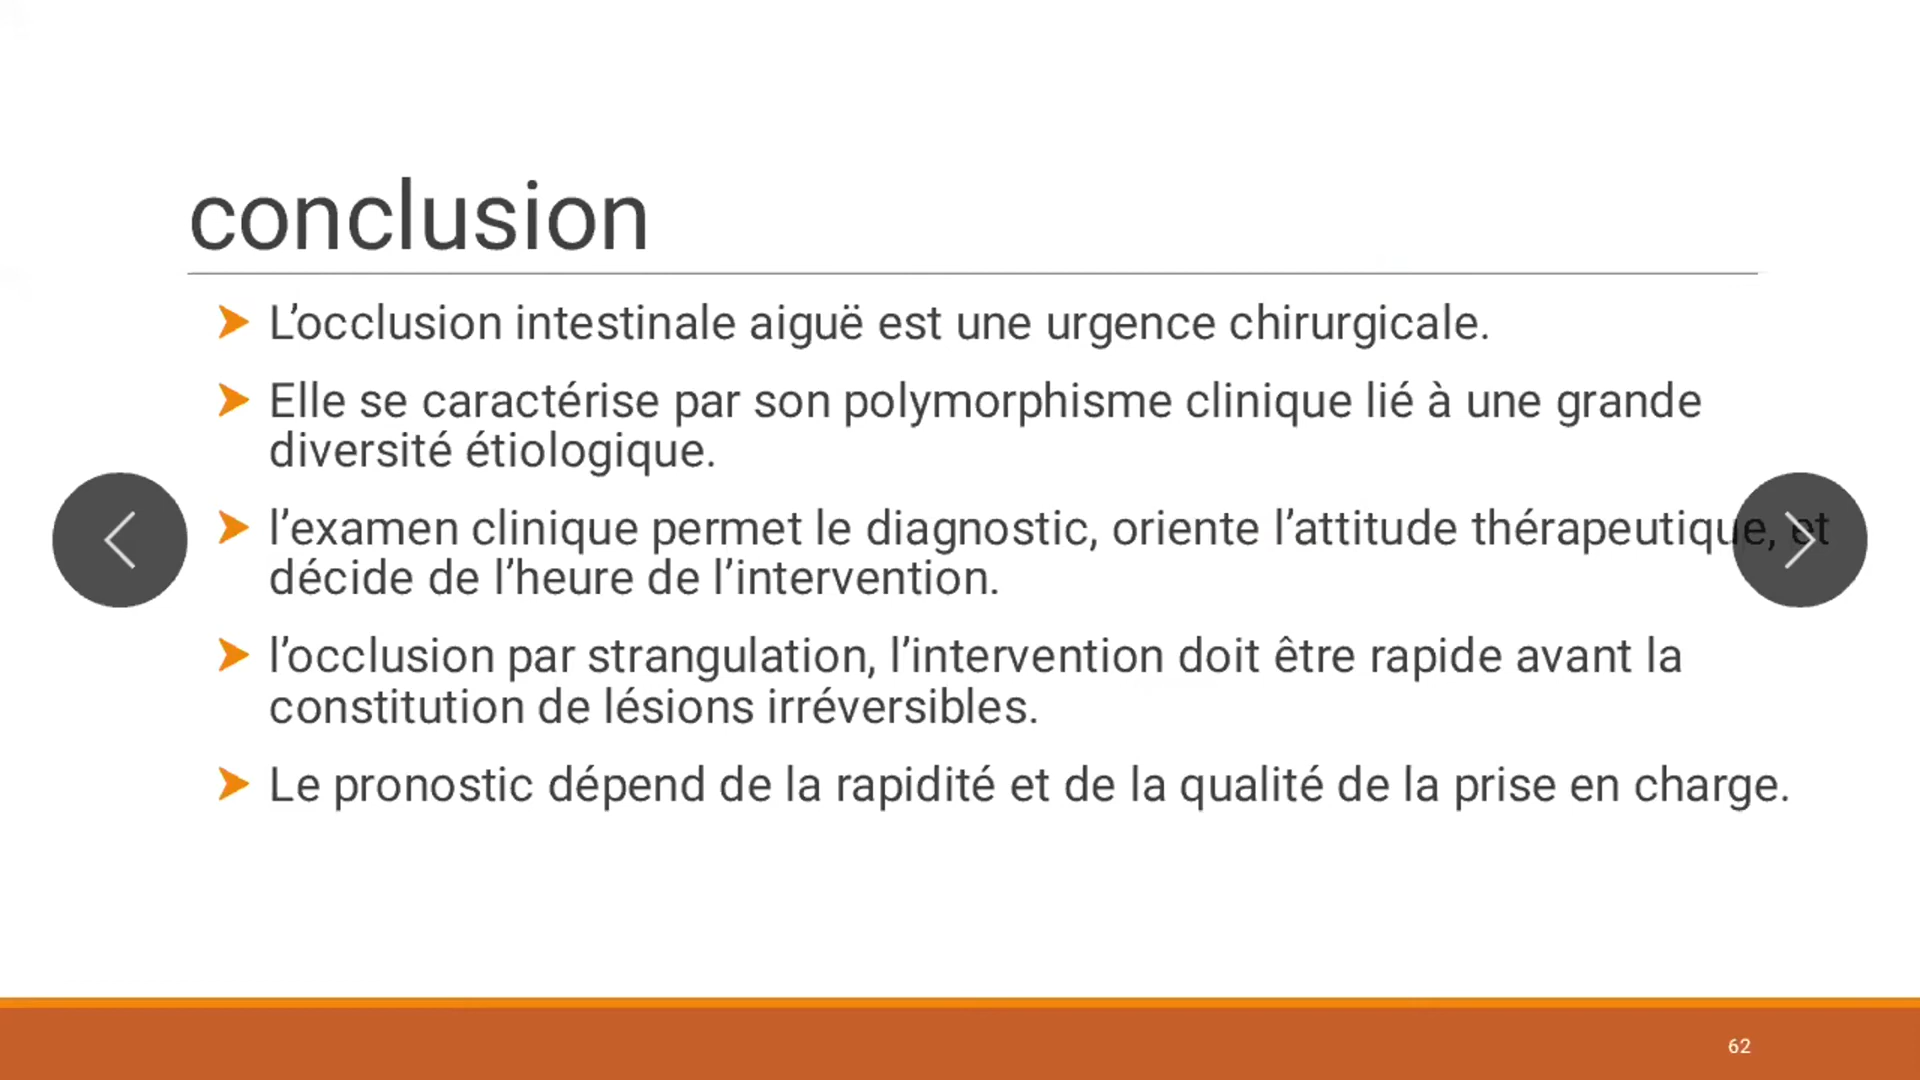 conclusion
L’occlusion intestinale aiguë est une urgence chirurgicale.
Elle se caractérise par son polymorphisme clinique lié à une grande
diversité étiologique.
l’examen clinique permet le diagnostic, oriente l’attitude thérapeutique, et
décide de l’heure de l’intervention.
l’occlusion par strangulation, l’intervention doit être rapide avant la
constitution de lésions irréversibles.
Le pronostic dépend de la rapidité et de la qualité de la prise en charge.
62